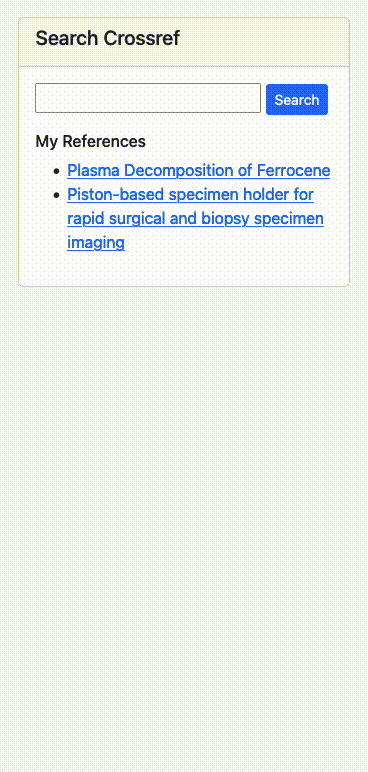 Search Crossref
Search
My References
Plasma Decomposition of Ferrocene
Piston-based specimen holder for
rapid surgical and biopsy specimen
imaging